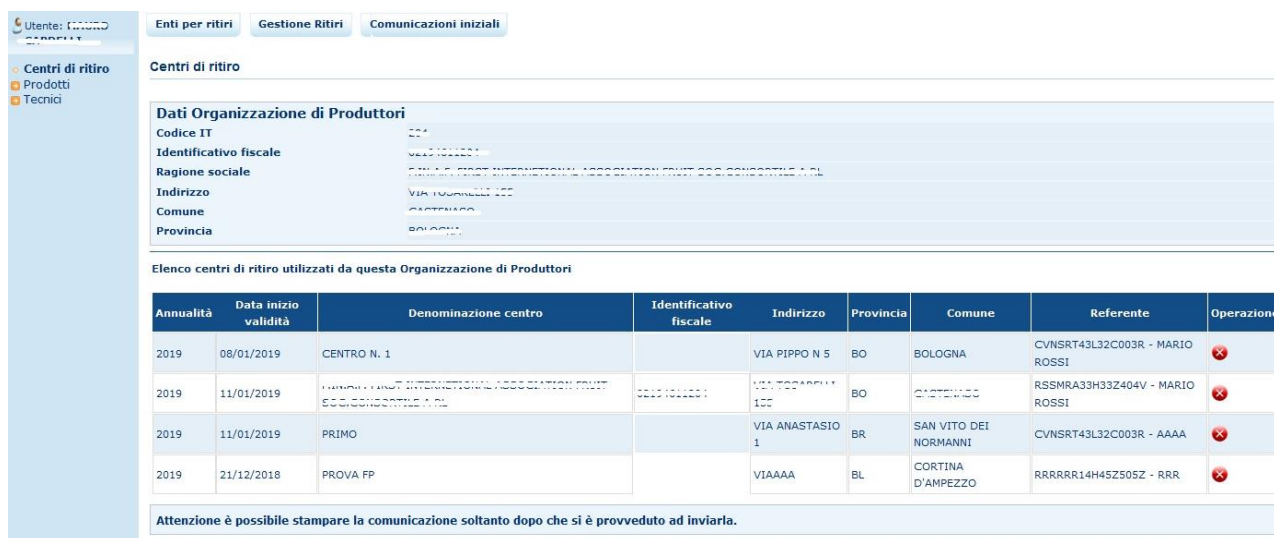 Utente:
Enti per ritiri Gestione Ritiri Comunicazioni iniziali
Centri di ritiro
Prodotti
Tecnici
Centri di ritiro
Dati Organizzazione di Produttori
Codice IT
Identificativo fiscale
Ragione sociale
Indirizzo
Comune
Provincia
Elenco centri di ritiro utilizzati da questa Organizzazione di Produttori
Annualità Data inizio validità Denominazione centro Identificativo fiscale Indirizzo Provincia Comune Referente Operazione
2019 08/01/2019 CENTRO N. 1 VIA PIPPO N 5 BO BOLOGNA CVNSRT43L32C003R - MARIO ROSSI
2019 11/01/2019 BO RSSMRA33H33Z404V - MARIO ROSSI
2019 11/01/2019 PRIMO VIA ANASTASIO 1 BR SAN VITO DEI NORMANNI CVNSRT43L32C003R - AAAA
2019 21/12/2018 PROVA FP VIAAAA BL CORTINA D'AMPEZZO RRRRRR14H45Z505Z - RRR
Attenzione è possibile stampare la comunicazione soltanto dopo che si è provveduto ad inviarla.